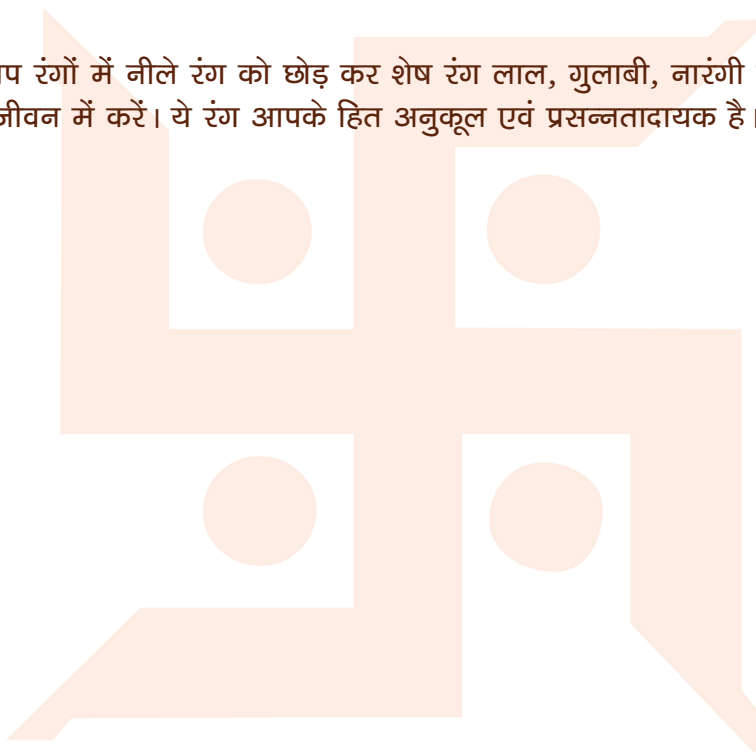 रंगों में नीले रंग को छोड़ कर शेष रंग लाल, गुलाबी, नारंगी
जीवन में करें। ये रंग आपके हित अनुकूल एवं प्रसन्नतादायक है।